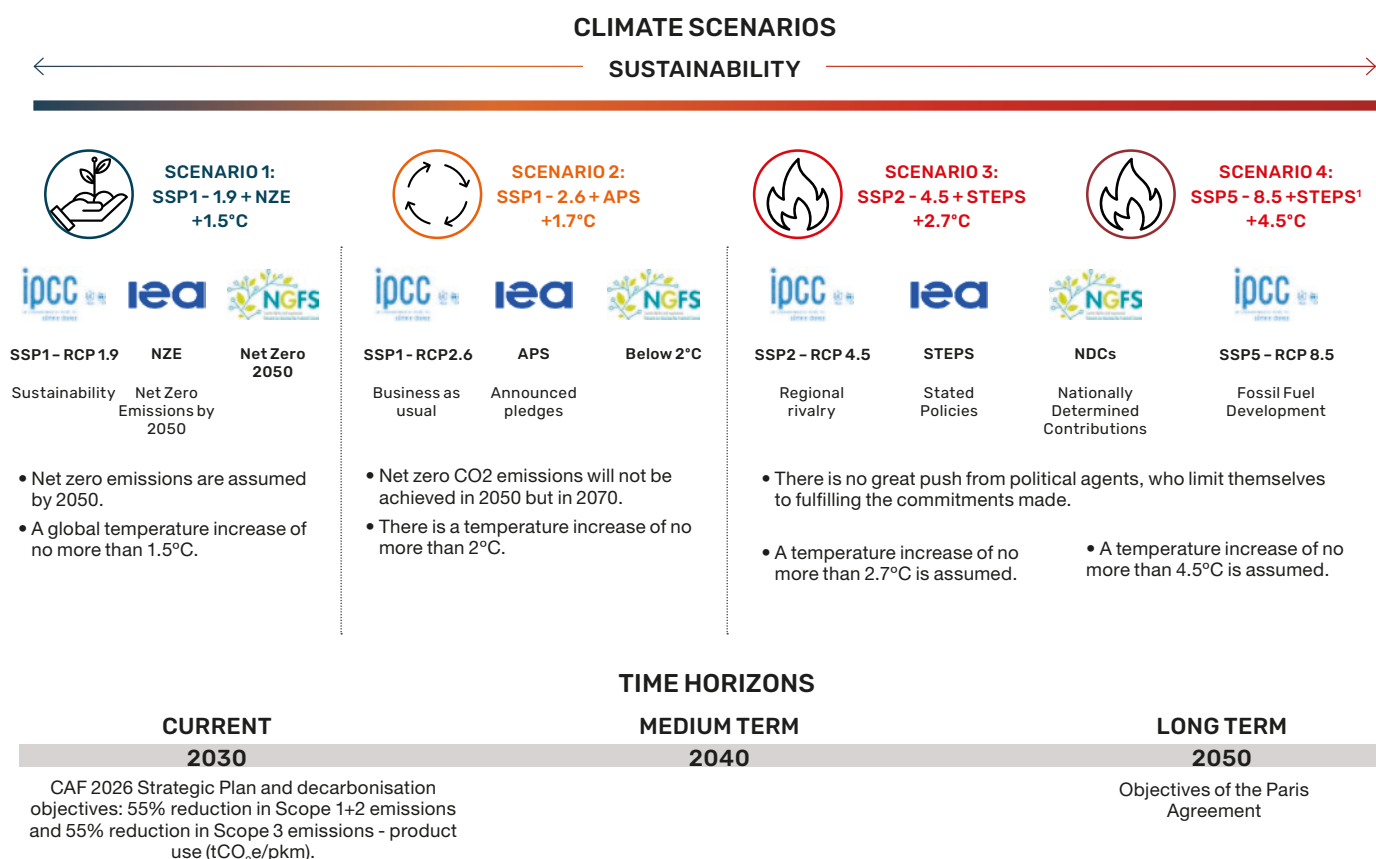 CLIMATE SCENARIOS
SUSTAINABILITY
SCENARIO 1:
SSP1 - 1.9 + NZE
+1.5ºC
SCENARIO 2:
SSP1 - 2.6 + APS
+1.7ºC
SCENARIO 3:
SSP2 - 4.5 + STEPS
+2.7ºC
SCENARIO 4:
SSP5 - 8.5 +STEPS¹
+4.5ºC
ipcc
iea
NGFS
ipcc
iea
NGFS
ipcc
iea
NGFS
ipcc
SSP1 – RCP 1.9
Sustainability
NZE
Net Zero
Emissions by
2050
Net Zero
2050
SSP1 - RCP2.6
Business as
usual
APS
Announced
pledges
Below 2ºC
SSP2 – RCP 4.5
Regional
rivalry
STEPS
Stated
Policies
NDCs
Nationally
Determined
Contributions
SSP5 – RCP 8.5
Fossil Fuel
Development
• Net zero emissions are assumed
by 2050.
• A global temperature increase of
no more than 1.5ºC.
• Net zero CO2 emissions will not be
achieved in 2050 but in 2070.
• There is a temperature increase of no
more than 2ºC.
• There is no great push from political agents, who limit themselves
to fulfilling the commitments made.
• A temperature increase of no
more than 2.7ºC is assumed.
• A temperature increase of no
more than 4.5ºC is assumed.
TIME HORIZONS
CURRENT
2030
CAF 2026 Strategic Plan and decarbonisation
objectives: 55% reduction in Scope 1+2 emissions
and 55% reduction in Scope 3 emissions - product
use (tCO₂e/pkm).
MEDIUM TERM
2040
LONG TERM
2050
Objectives of the Paris
Agreement